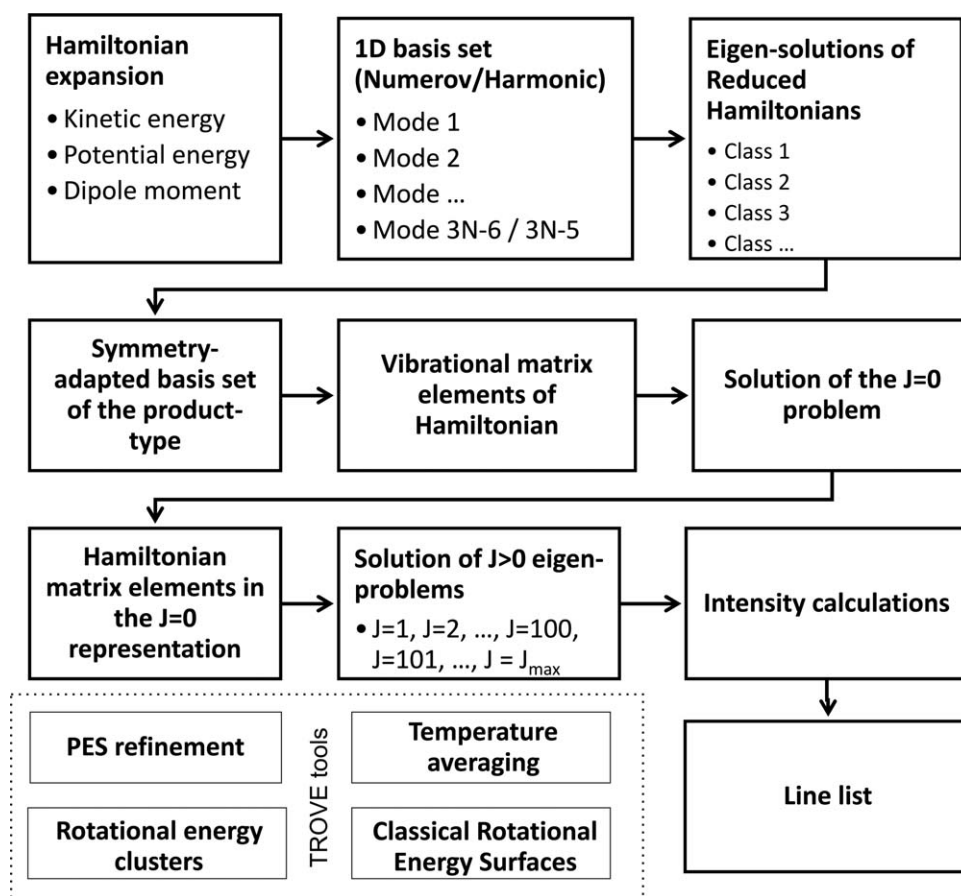 Hamiltonian
expansion
• Kinetic energy
• Potential energy
• Dipole moment
1D basis set
(Numerov/Harmonic)
• Mode 1
• Mode 2
• Mode ...
• Mode 3N-6 / 3N-5
Eigen-solutions of
Reduced
Hamiltonians
• Class 1
• Class 2
• Class 3
• Class ...
Symmetry-
adapted basis set
of the product-
type
Vibrational matrix
elements of
Hamiltonian
Solution of the J=0
problem
Hamiltonian
matrix elements in
the J=0
representation
Solution of J>0 eigen-
problems
• J=1, J=2, ..., J=100,
J=101, ..., J = Jmax
Intensity calculations
PES refinement
Rotational energy
clusters
TROVE tools
Temperature
averaging
Classical Rotational
Energy Surfaces
Line list